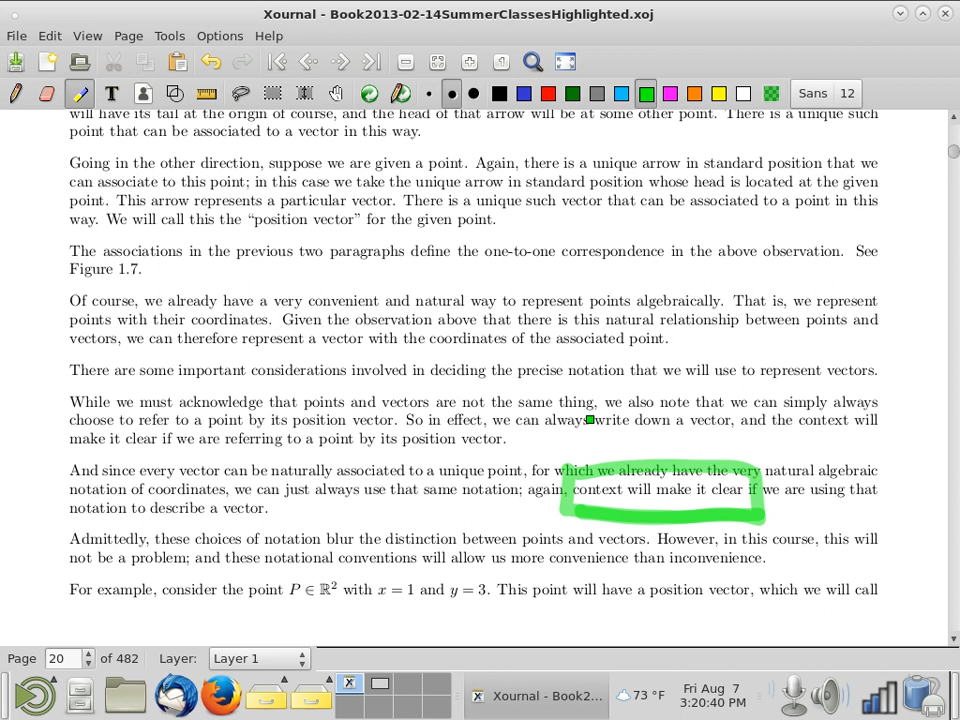 Xournal - Book2013-02-14SummerClassesHighlighted.xoj
File Edit View Page Tools Options Help
T Sans 12
will have its tail at the origin of course, and the head of that arrow will be at some other point. There is a unique such
point that can be associated to a vector in this way.
Going in the other direction, suppose we are given a point. Again, there is a unique arrow in standard position that we
can associate to this point; in this case we take the unique arrow in standard position whose head is located at the given
point. This arrow represents a particular vector. There is a unique such vector that can be associated to a point in this
way. We will call this the “position vector” for the given point.
The associations in the previous two paragraphs define the one-to-one correspondence in the above observation. See
Figure 1.7.
Of course, we already have a very convenient and natural way to represent points algebraically. That is, we represent
points with their coordinates. Given the observation above that there is this natural relationship between points and
vectors, we can therefore represent a vector with the coordinates of the associated point.
There are some important considerations involved in deciding the precise notation that we will use to represent vectors.
While we must acknowledge that points and vectors are not the same thing, we also note that we can simply always
choose to refer to a point by its position vector. So in effect, we can always write down a vector, and the context will
make it clear if we are referring to a point by its position vector.
And since every vector can be naturally associated to a unique point, for which we already have the very natural algebraic
notation of coordinates, we can just always use that same notation; again, context will make it clear if we are using that
notation to describe a vector.
Admittedly, these choices of notation blur the distinction between points and vectors. However, in this course, this will
not be a problem; and these notational conventions will allow us more convenience than inconvenience.
For example, consider the point P ∈ ℝ² with x = 1 and y = 3. This point will have a position vector, which we will call
Page 20 of 482 Layer: Layer 1
Xournal - Book2... 73 °F Fri Aug 7
3:20:40 PM